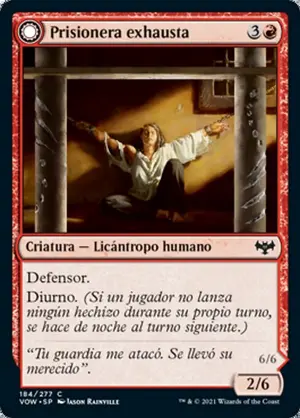 Prisionera exhausta 3
Criatura — Licántropo humano
Defensor.
Diurno. (Si un jugador no lanza
ningún hechizo durante su propio turno,
se hace de noche al turno siguiente.)
“Tu guardia me atacó. Se llevó su
merecido”.
6/6
2/6
184/277 C
VOW • SP Jason Rainville
™ & © 2021 Wizards of the Coast